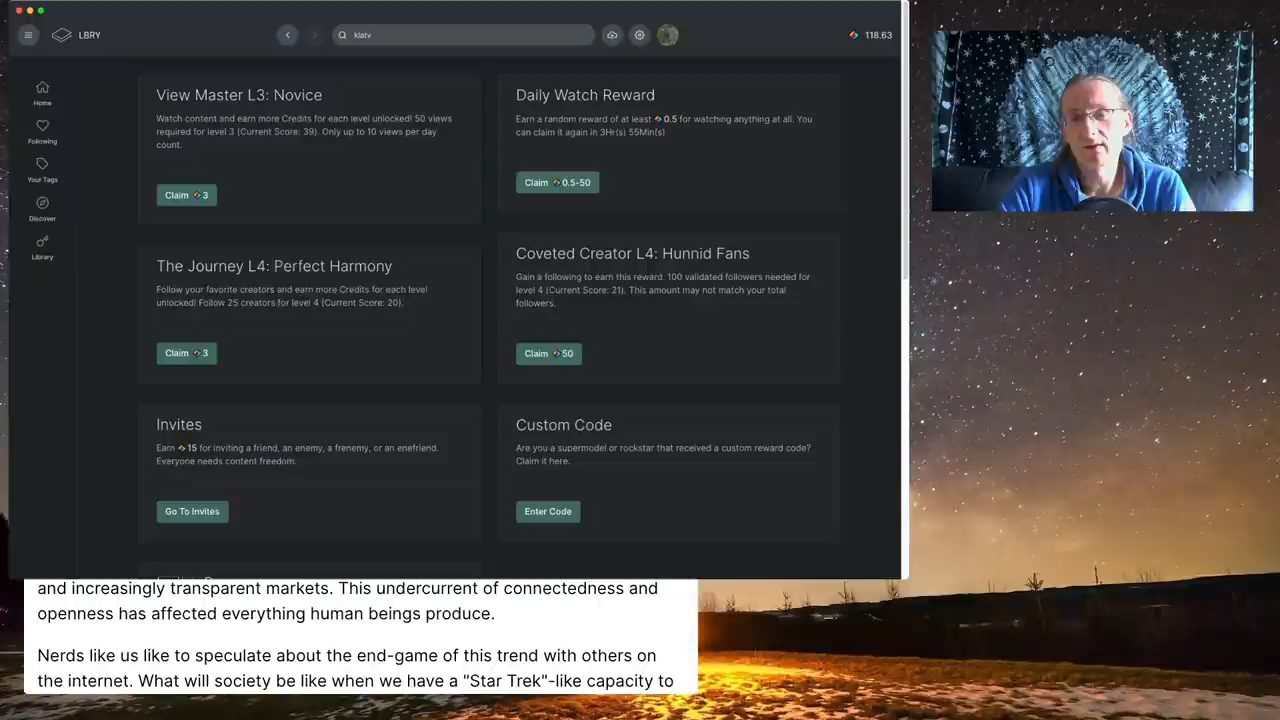 LBRY
klatv
118.63
Home
Following
Your Tags
Discover
Library
View Master L3: Novice
Watch content and earn more Credits for each level unlocked! 50 views
required for level 3 (Current Score: 39). Only up to 10 views per day
count.
Claim 3
Daily Watch Reward
Earn a random reward of at least 0.5 for watching anything at all. You
can claim it again in 3Hr(s) 55Min(s)
Claim 0.5-50
The Journey L4: Perfect Harmony
Follow your favorite creators and earn more Credits for each level
unlocked! Follow 25 creators for level 4 (Current Score: 20).
Claim 3
Coveted Creator L4: Hunnid Fans
Gain a following to earn this reward. 100 validated followers needed for
level 4 (Current Score: 21). This amount may not match your total
followers.
Claim 50
Invites
Earn 15 for inviting a friend, an enemy, a frenemy, or an enefriend.
Everyone needs content freedom.
Go To Invites
Custom Code
Are you a supermodel or rockstar that received a custom reward code?
Claim it here.
Enter Code
and increasingly transparent markets. This undercurrent of connectedness and
openness has affected everything human beings produce.
Nerds like us like to speculate about the end-game of this trend with others on
the internet. What will society be like when we have a "Star Trek"-like capacity to